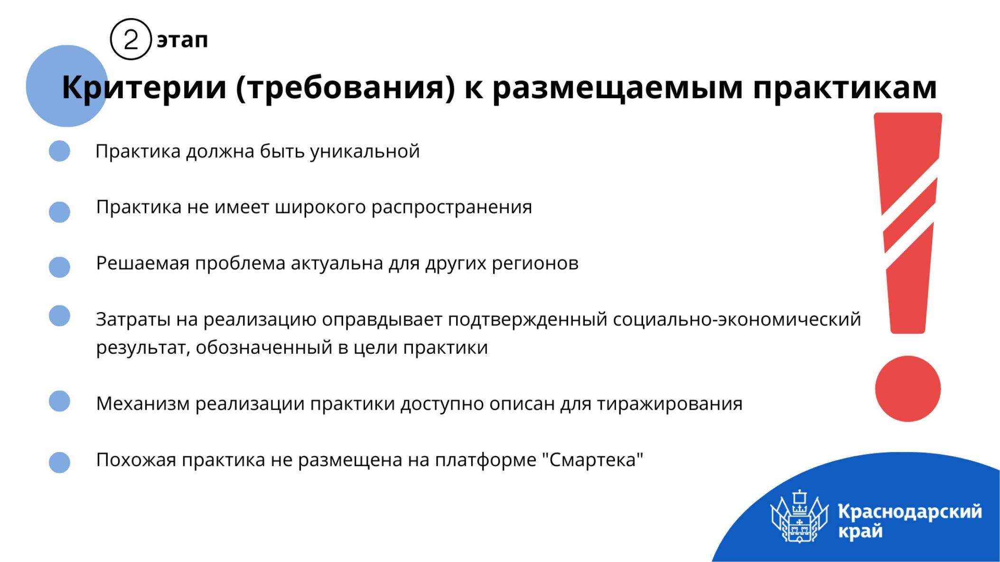 2 этап
Критерии (требования) к размещаемым практикам
Практика должна быть уникальной
Практика не имеет широкого распространения
Решаемая проблема актуальна для других регионов
Затраты на реализацию оправдывает подтвержденный социально-экономический
результат, обозначенный в цели практики
Механизм реализации практики доступно описан для тиражирования
Похожая практика не размещена на платформе "Смартека"
Краснодарский
край